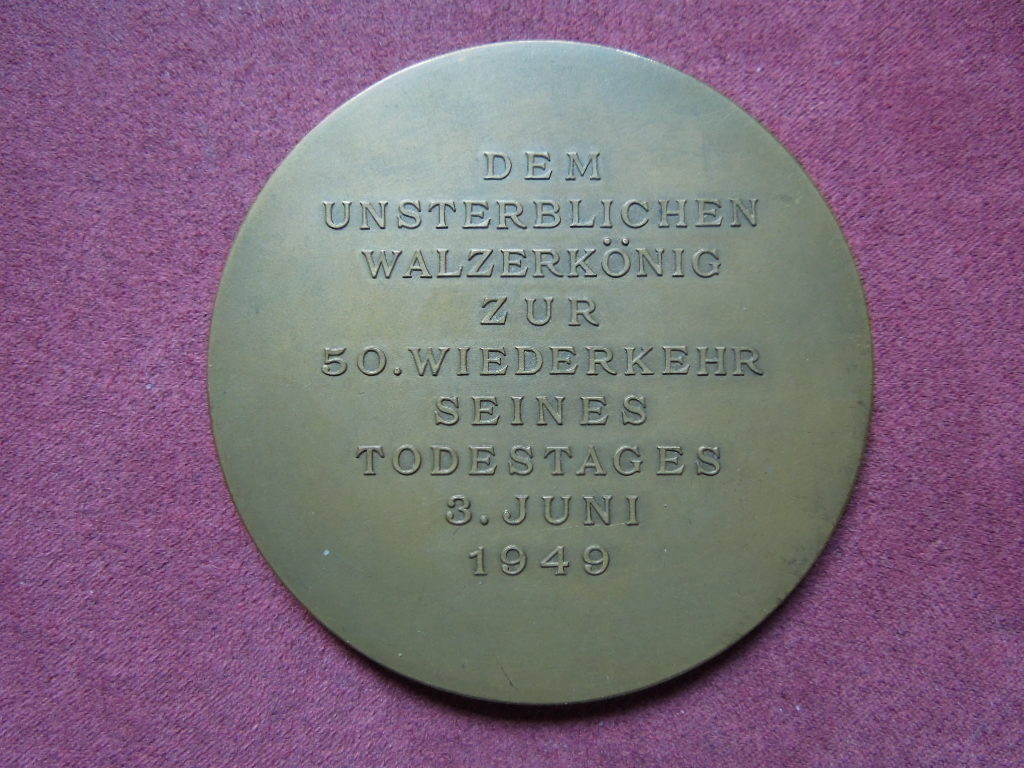 DEM
UNSTERBLICHEN
WALZERKÖNIG
ZUR
50. WIEDERKEHR
SEINES
TODESTAGES
3. JUNI
1949